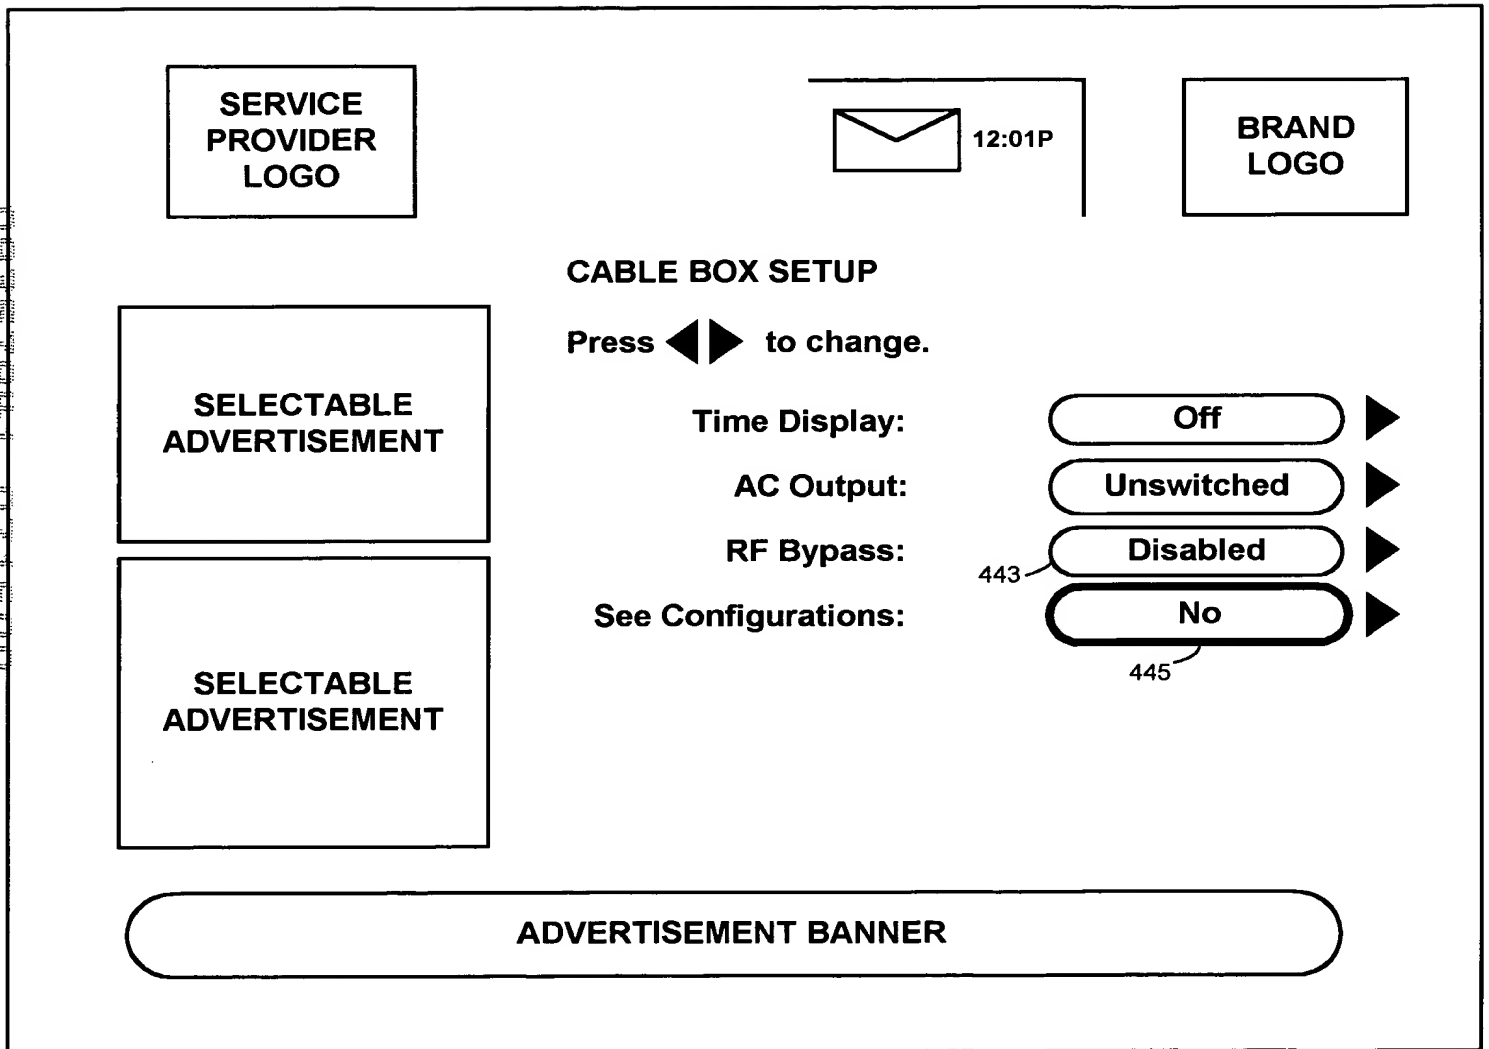 SERVICE
PROVIDER
LOGO
12:01P
BRAND
LOGO
CABLE BOX SETUP
Press to change.
SELECTABLE
ADVERTISEMENT
Time Display: Off
AC Output: Unswitched
RF Bypass: Disabled
443
See Configurations: No
445
SELECTABLE
ADVERTISEMENT
ADVERTISEMENT BANNER